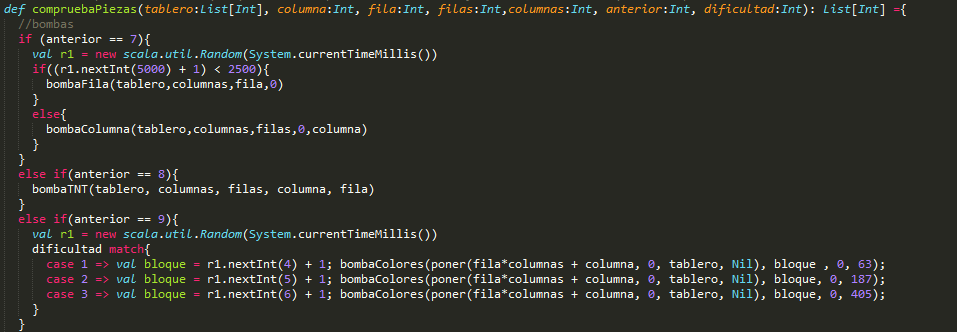 def compruebaPiezas(tablero:List[Int], columna:Int, fila:Int, filas:Int,columnas:Int, anterior:Int, dificultad:Int): List[Int] ={
//bombas
if (anterior == 7){
val r1 = new scala.util.Random(System.currentTimeMillis())
if((r1.nextInt(5000) + 1) < 2500){
bombaFila(tablero,columnas,fila,0)
}
else{
bombaColumna(tablero,columnas,filas,0,columna)
}
}
else if(anterior == 8){
bombaTNT(tablero, columnas, filas, columna, fila)
}
else if(anterior == 9){
val r1 = new scala.util.Random(System.currentTimeMillis())
dificultad match{
case 1 => val bloque = r1.nextInt(4) + 1; bombaColores(poner(fila*columnas + columna, 0, tablero, Nil), bloque , 0, 63);
case 2 => val bloque = r1.nextInt(5) + 1; bombaColores(poner(fila*columnas + columna, 0, tablero, Nil), bloque, 0, 187);
case 3 => val bloque = r1.nextInt(6) + 1; bombaColores(poner(fila*columnas + columna, 0, tablero, Nil), bloque, 0, 405);
}
}